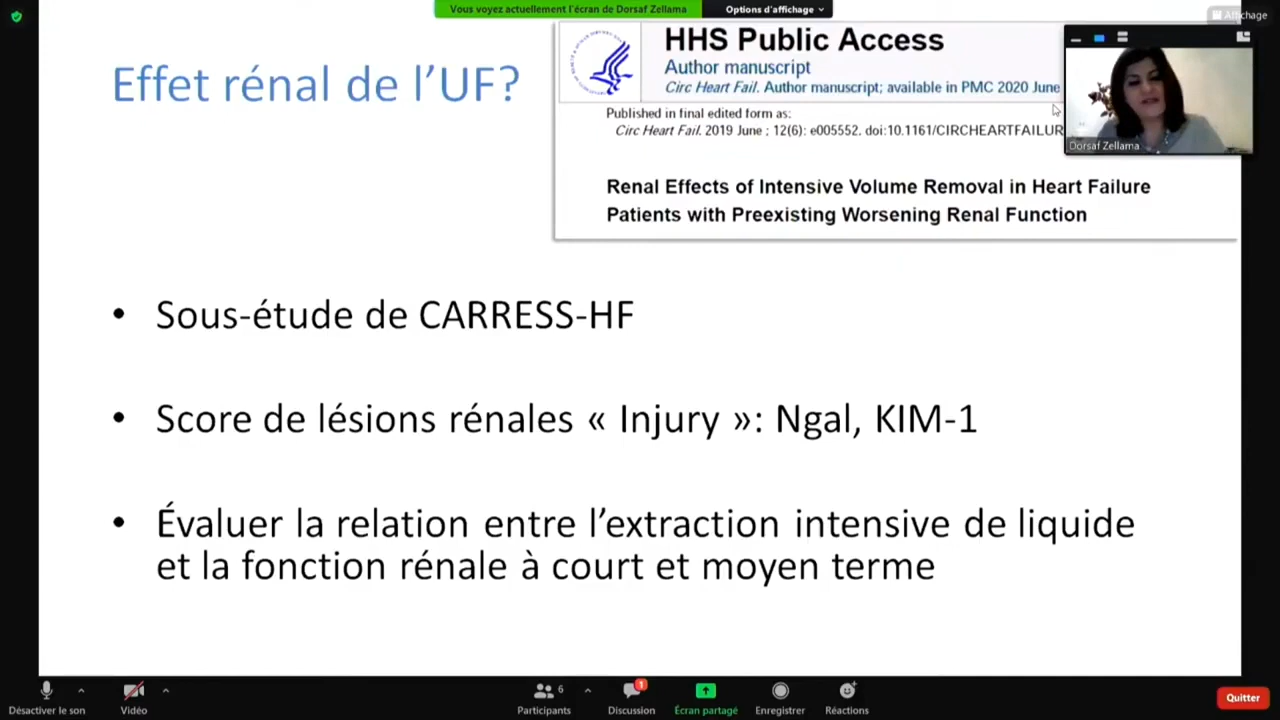 Vous voyez actuellement l'écran de Dorsaf Zellama
Options d'affichage
Affichage
Effet rénal de l'UF?
HHS Public Access
Author manuscript
Circ Heart Fail. Author manuscript; available in PMC 2020 June
Published in final edited form as:
Circ Heart Fail. 2019 June ; 12(6): e005552. doi:10.1161/CIRCHEARTFAILUR
Dorsaf Zellama
Renal Effects of Intensive Volume Removal in Heart Failure
Patients with Preexisting Worsening Renal Function
• Sous-étude de CARRESS-HF
• Score de lésions rénales « Injury »: Ngal, KIM-1
• Évaluer la relation entre l'extraction intensive de liquide
et la fonction rénale à court et moyen terme
6
1
Désactiver le son
Vidéo
Participants
Discussion
Écran partagé
Enregistrer
Réactions
Quitter